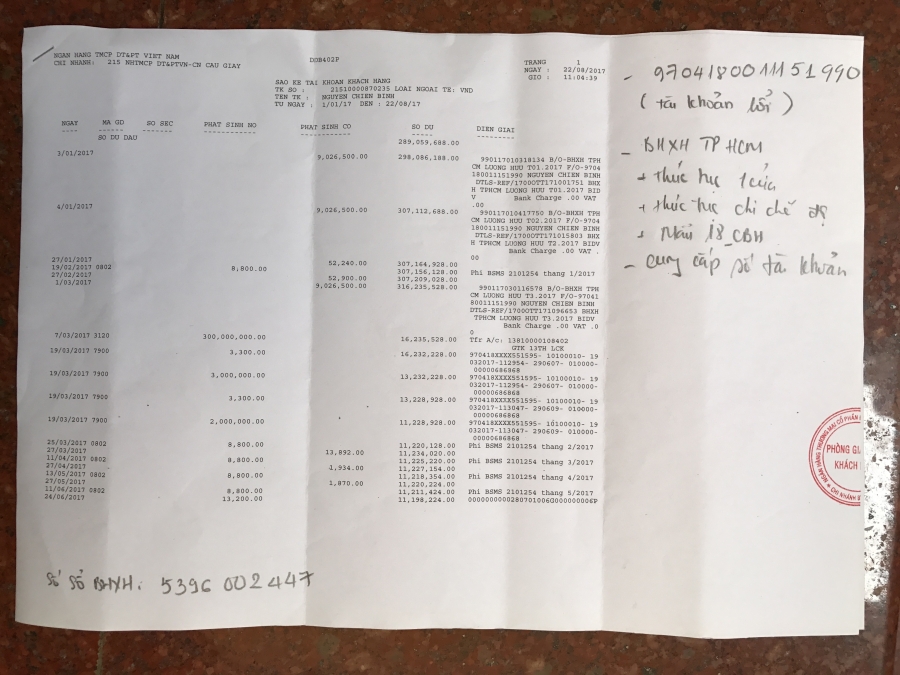 NGAN HANG TMCP DT&PT VIET NAM
CHI NHANH: 215 NHTMCP DT&PTVN-CN CAU GIAY
DGB402P
TRANG 1
NGAY : 22/08/2017
GIO : 11:04:39
SAO KE TAI KHOAN KHACH HANG
TK SO : 21510000870235 LOAI NGOAI TE: VND
TEN TK : NGUYEN CHIEN BINH
TU NGAY : 1/01/17 DEN : 22/08/17
NGAY MA GD SO SEC PHAT SINH NO PHAT SINH CO SO DU DIEN GIAI
SO DU DAU 289,059,688.00
3/01/2017 9,026,500.00 298,086,188.00 990117010318134 B/O-BHXH TPH
CM LUONG HUU T01.2017 F/O-9704
180011151990 NGUYEN CHIEN BINH
DTLS-REF/1700OTT171001751 BHX
H TPHCM LUONG HUU T1.2017 BID
V Bank Charge .00 VAT
.00
4/01/2017 9,026,500.00 307,112,688.00 990117010417750 B/O-BHXH TPH
CM LUONG HUU T02.2017 F/O-9704
180011151990 NGUYEN CHIEN BINH
DTLS-REF/1700OTT171015803 BHX
H TPHCM LUONG HUU T2.2017 BIDV
Bank Charge .00 VAT .
00
27/01/2017 52,240.00 307,164,928.00
19/02/2017 0802 8,800.00 307,156,128.00 Phi BSMS 2101254 thang 1/2017
27/02/2017 52,900.00 307,209,028.00
1/03/2017 9,026,500.00 316,235,528.00 990117030116578 B/O-BHXH TPH
CM LUONG HUU T3.2017 F/O-97041
80011151990 NGUYEN CHIEN BINH
DTLS-REF/1700OTT171096653 BHXH
TPHCM LUONG HUU T3.2017 BIDV
Bank Charge .00 VAT .0
0
7/03/2017 3120 300,000,000.00 16,235,528.00 Tfr A/c: 13810000108402
GTK 13TH LCK
19/03/2017 7900 3,300.00 16,232,228.00 970418XXXX551595- 10100010- 19
032017-112954- 290609- 010000-
00000686868
19/03/2017 7900 3,000,000.00 13,232,228.00 970418XXXX551595- 10100010- 19
032017-112954- 290609- 010000-
00000686868
19/03/2017 7900 3,300.00 13,228,928.00 970418XXXX551595- 10100010- 19
032017-113047- 290609- 010000-
00000686868
19/03/2017 7900 2,000,000.00 11,228,928.00 970418XXXX551595- 10100010- 19
032017-113047- 290609- 010000-
00000686868
25/03/2017 0802 8,800.00 11,220,128.00 Phi BSMS 2101254 thang 2/2017
27/03/2017 13,892.00 11,234,020.00
11/04/2017 0802 8,800.00 11,225,220.00 Phi BSMS 2101254 thang 3/2017
27/04/2017 1,934.00 11,227,154.00
13/05/2017 0802 8,800.00 11,218,354.00 Phi BSMS 2101254 thang 4/2017
27/05/2017 1,870.00 11,220,224.00
11/06/2017 0802 8,800.00 11,211,424.00 Phi BSMS 2101254 thang 5/2017
24/06/2017 13,200.00 11,198,224.00
Số sổ BHXH: 5396 002447
- 9704180011151990
(tài khoản lỗi)
- BHXH TP HCM
+ thức tục 1 cửa
+ thức tục chi chế độ
+ Mẫu 18_CBH
- cung cấp số tài khoản
PHÒNG GIA
KHÁCH